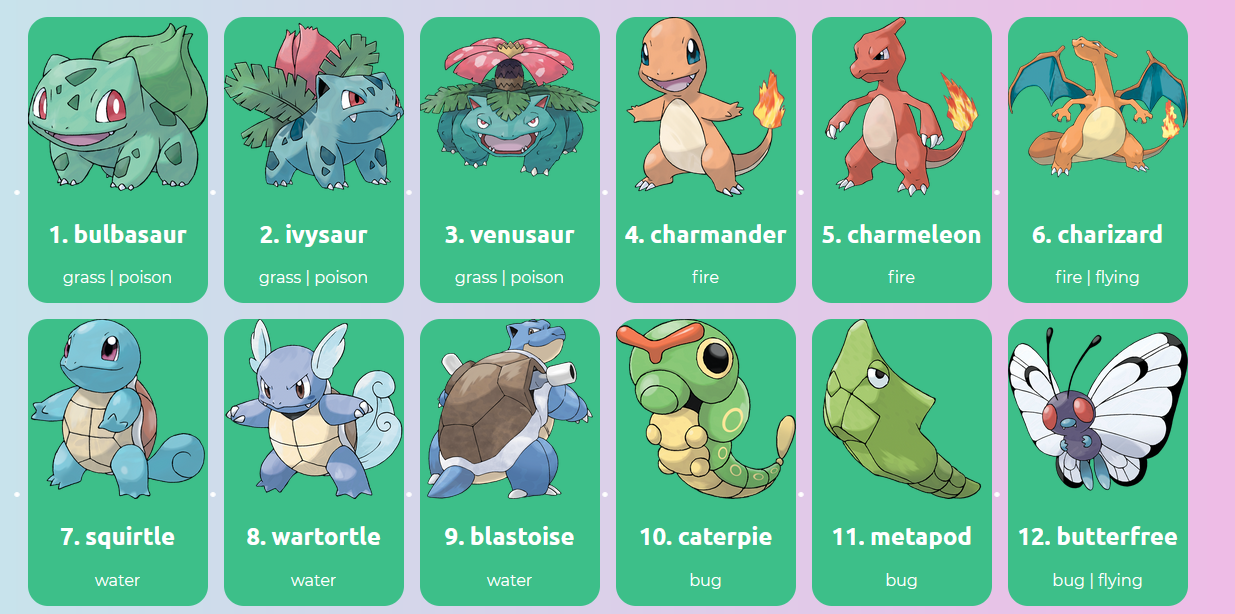 1. bulbasaur
grass | poison
2. ivysaur
grass | poison
3. venusaur
grass | poison
4. charmander
fire
5. charmeleon
fire
6. charizard
fire | flying
7. squirtle
water
8. wartortle
water
9. blastoise
water
10. caterpie
bug
11. metapod
bug
12. butterfree
bug | flying